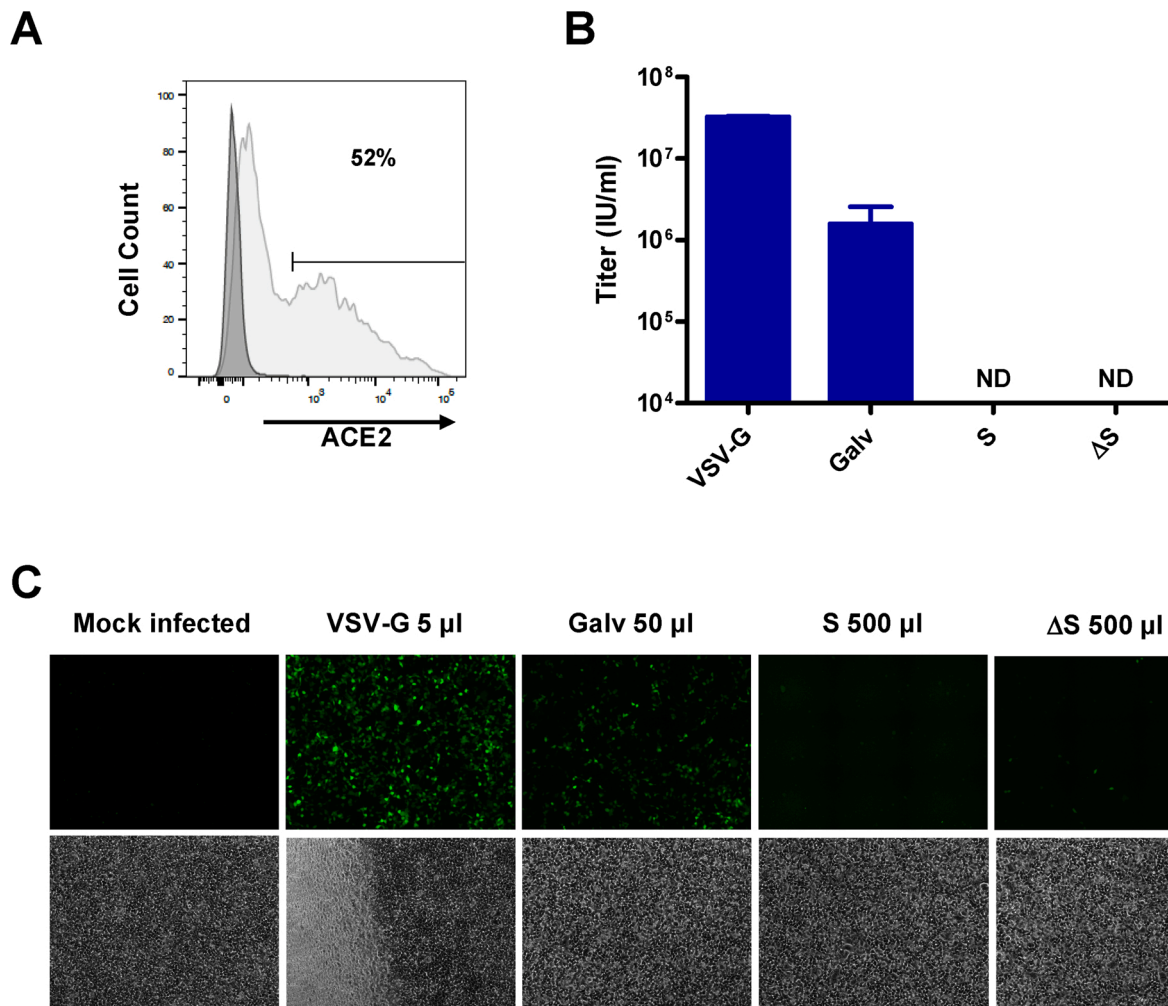 A
B
100
80
60
40
20
0
Cell Count
52%
0
10³
10⁴
10⁵
ACE2
10⁸
10⁷
10⁶
10⁵
10⁴
Titer (IU/ml)
ND
ND
VSV-G
Galv
S
ΔS
C
Mock infected
VSV-G 5 µl
Galv 50 µl
S 500 µl
ΔS 500 µl